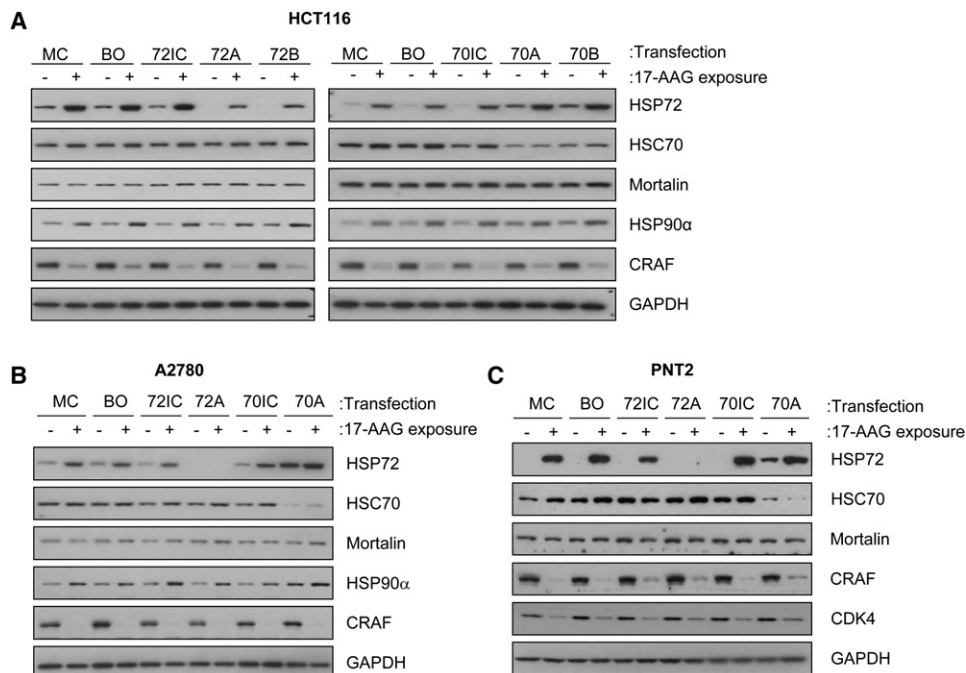 A
HCT116
MC BO 72IC 72A 72B MC BO 70IC 70A 70B :Transfection
- + - + - + - + - + - + - + - + - + - + :17-AAG exposure
HSP72
HSC70
Mortalin
HSP90α
CRAF
GAPDH
B
A2780
MC BO 72IC 72A 70IC 70A :Transfection
- + - + - + - + - + - + :17-AAG exposure
HSP72
HSC70
Mortalin
HSP90α
CRAF
GAPDH
C
PNT2
MC BO 72IC 72A 70IC 70A :Transfection
- + - + - + - + - + - + :17-AAG exposure
HSP72
HSC70
Mortalin
CRAF
CDK4
GAPDH